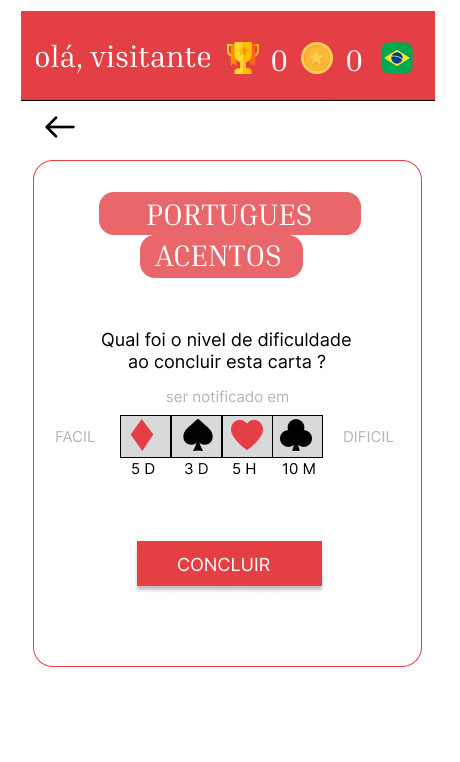 olá, visitante 0 0
PORTUGUES
ACENTOS
Qual foi o nivel de dificuldade
ao concluir esta carta ?
ser notificado em
FACIL DIFICIL
5 D 3 D 5 H 10 M
CONCLUIR